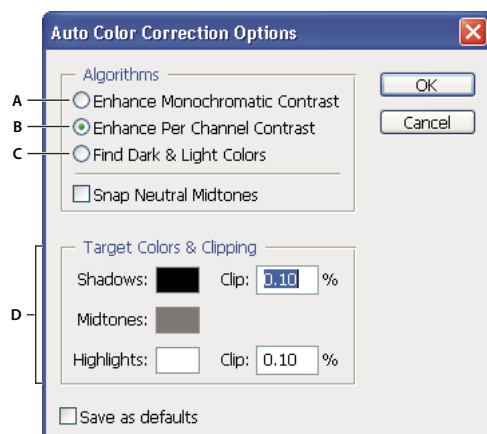 Auto Color Correction Options
Algorithms
A
Enhance Monochromatic Contrast
B
Enhance Per Channel Contrast
C
Find Dark & Light Colors
Snap Neutral Midtones
OK
Cancel
D
Target Colors & Clipping
Shadows: Clip: 0.10 %
Midtones:
Highlights: Clip: 0.10 %
Save as defaults